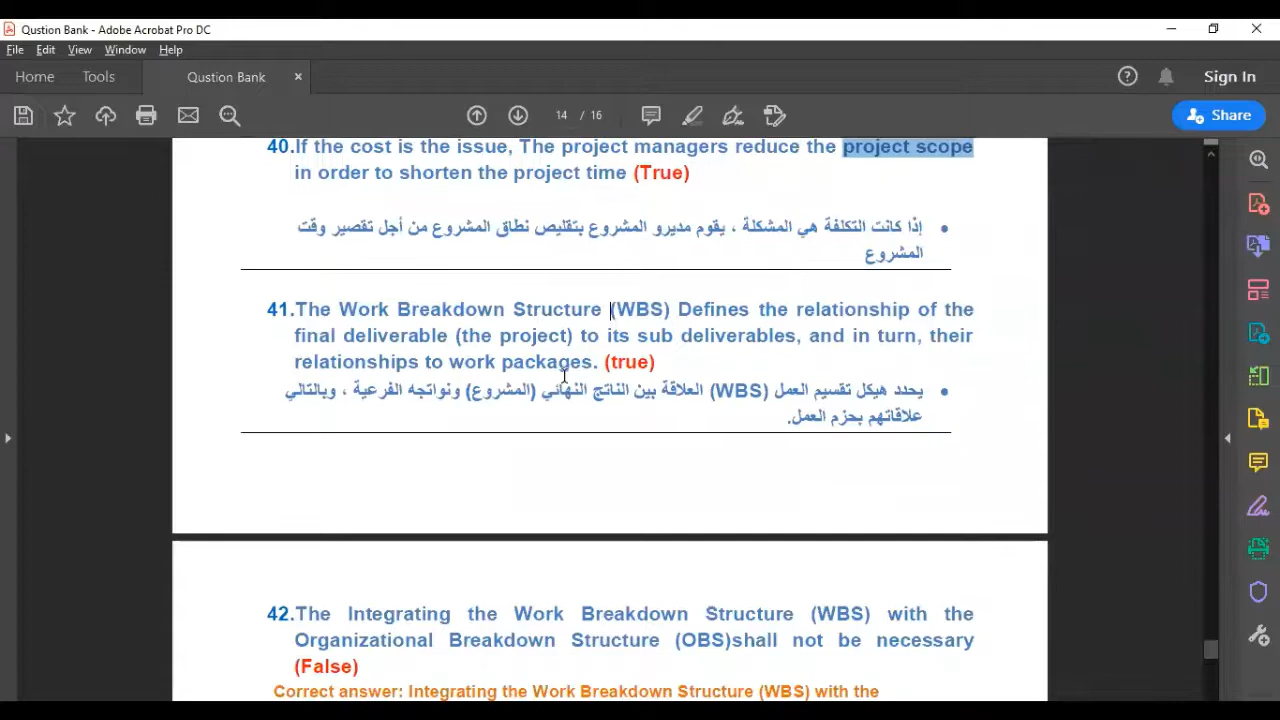 Qustion Bank - Adobe Acrobat Pro DC
File Edit View Window Help
Home Tools Qustion Bank × Sign In
14 / 16 Share
40.If the cost is the issue, The project managers reduce the project scope
in order to shorten the project time (True)
• إذا كانت التكلفة هي المشكلة ، يقوم مديرو المشروع بتقليص نطاق المشروع من أجل تقصير وقت
المشروع
41.The Work Breakdown Structure (WBS) Defines the relationship of the
final deliverable (the project) to its sub deliverables, and in turn, their
relationships to work packages. (true)
• يحدد هيكل تقسيم العمل (WBS) العلاقة بين الناتج النهائي (المشروع) ونواتجه الفرعية ، وبالتالي
علاقاتهم بحزم العمل.
42.The Integrating the Work Breakdown Structure (WBS) with the
Organizational Breakdown Structure (OBS)shall not be necessary
(False)
Correct answer: Integrating the Work Breakdown Structure (WBS) with the